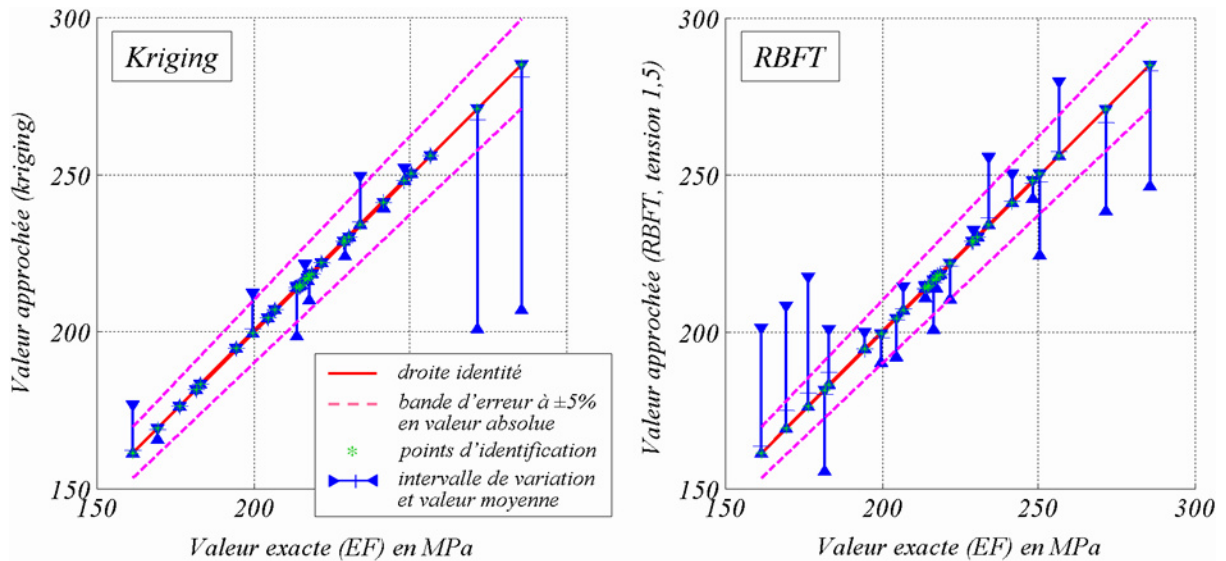 300
250
200
150
Valeur approchée (kriging)
Kriging
droite identité
bande d'erreur à ±5%
en valeur absolue
points d'identification
intervalle de variation
et valeur moyenne
150
200
Valeur exacte (EF) en MPa
300
250
200
150
Valeur approchée (RBFT, tension 1,5)
RBFT
150
200
250
300
Valeur exacte (EF) en MPa